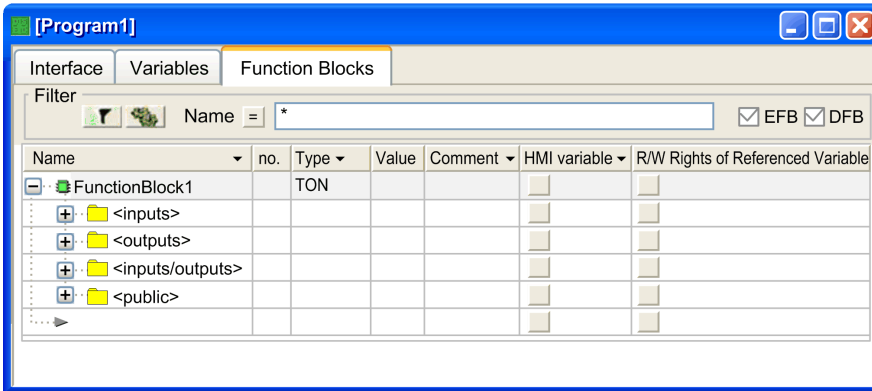 [Program1]
Interface Variables Function Blocks
Filter
Name = * EFB DFB
Name no. Type Value Comment HMI variable R/W Rights of Referenced Variable
FunctionBlock1 TON
<inputs>
<outputs>
<inputs/outputs>
<public>